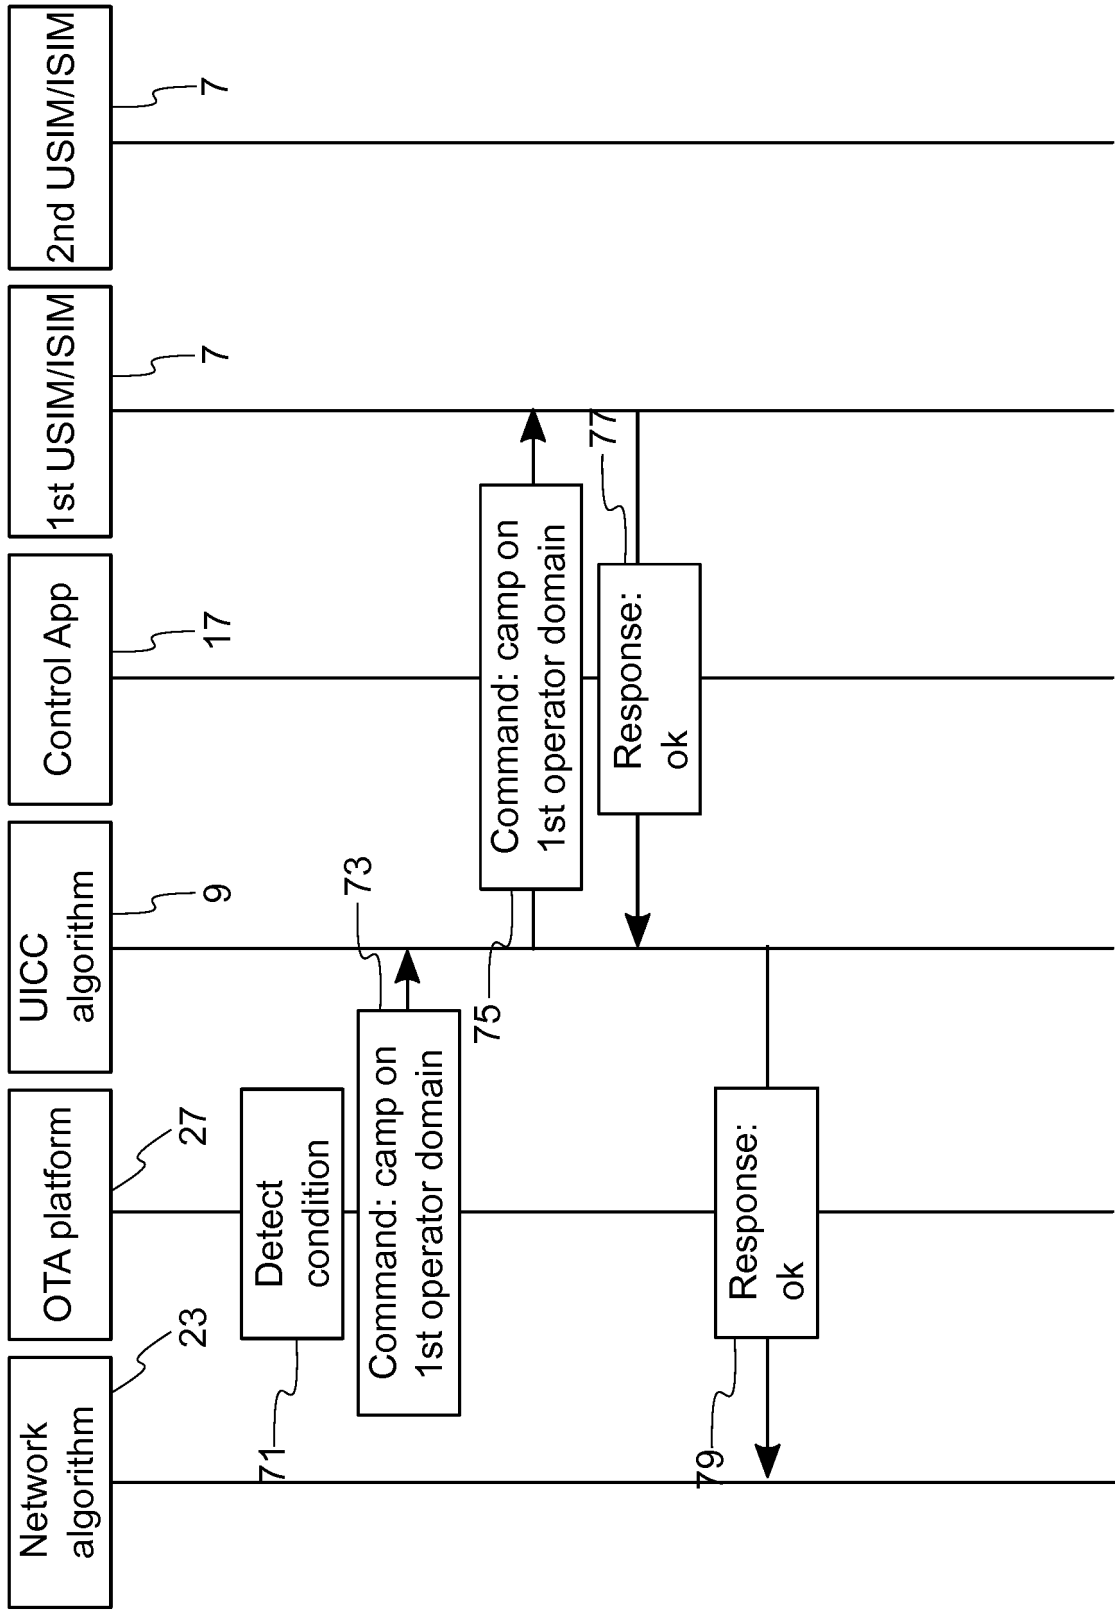 Network
algorithm
23
OTA platform
27
UICC
algorithm
9
Control App
17
1st USIM/ISIM
7
2nd USIM/ISIM
7
Detect
condition
71
Command: camp on
1st operator domain
73
Command: camp on
1st operator domain
75
Response:
ok
77
Response:
ok
79